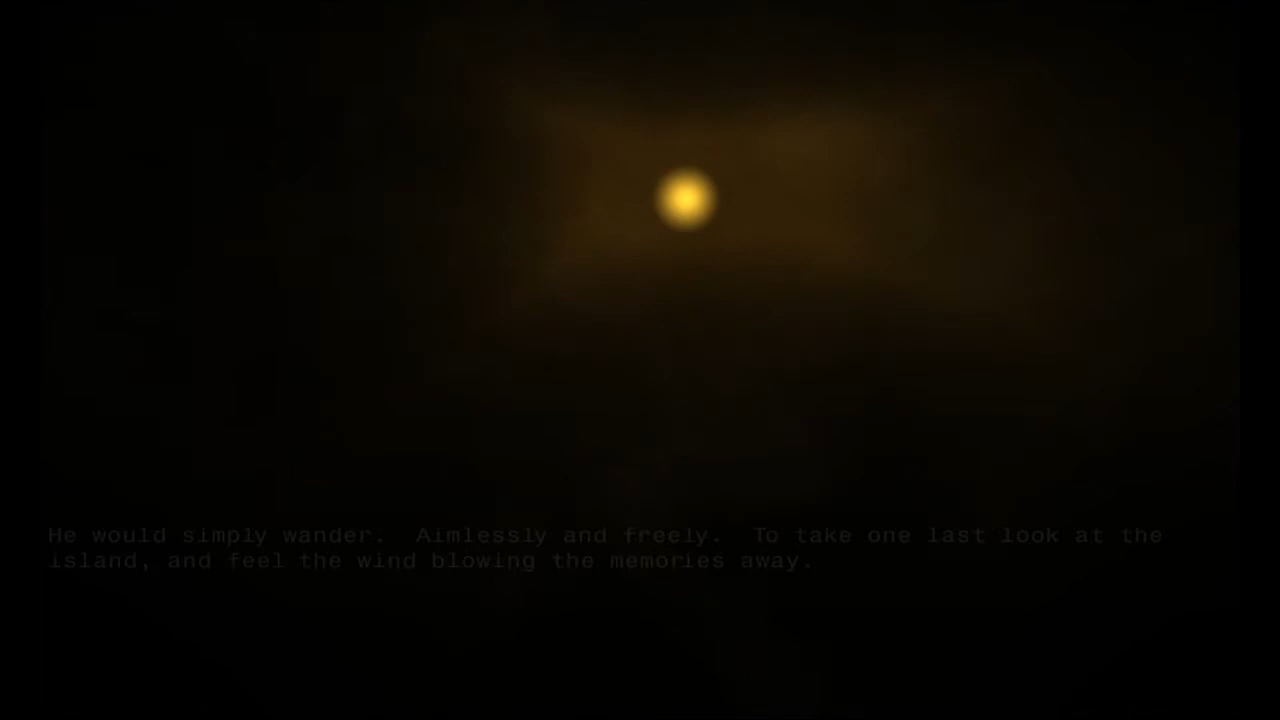 He would simply wander.  Aimlessly and freely.  To take one last look at the
island, and feel the wind blowing the memories away.